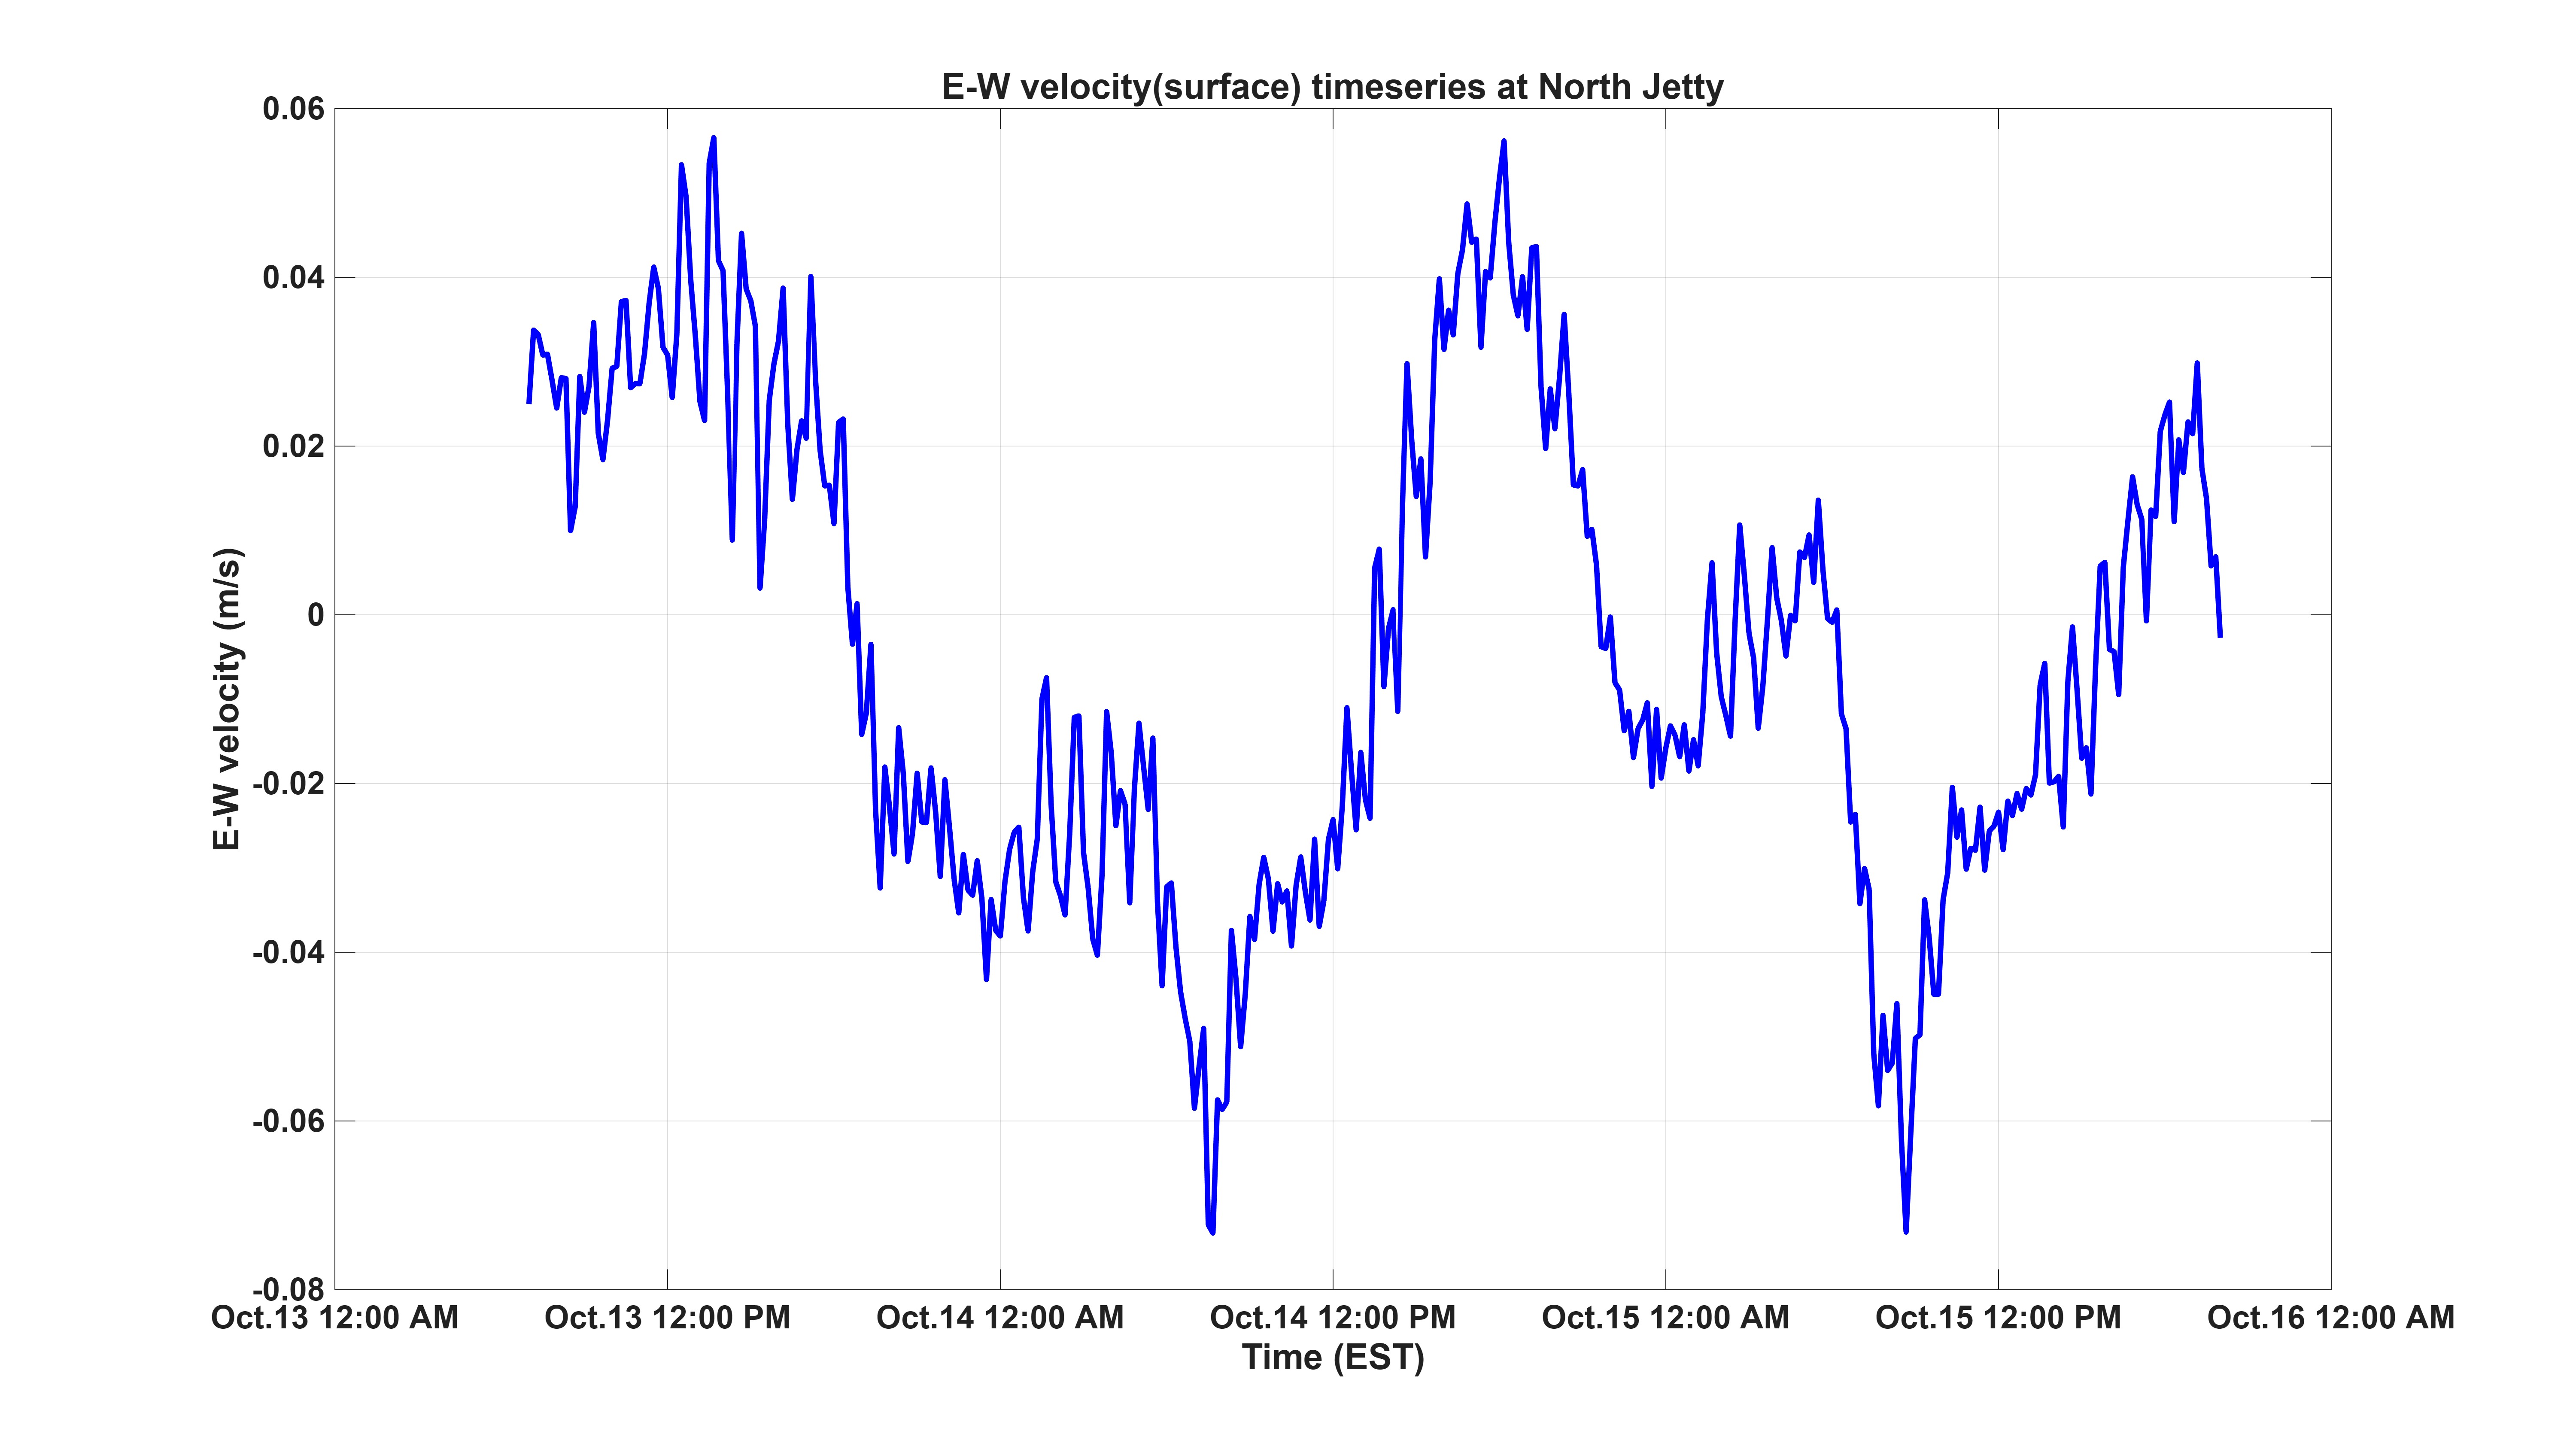 E-W velocity(surface) timeseries at North Jetty
0.06
0.04
0.02
0
-0.02
-0.04
-0.06
-0.08
E-W velocity (m/s)
Oct.13 12:00 AM Oct.13 12:00 PM Oct.14 12:00 AM Oct.14 12:00 PM Oct.15 12:00 AM Oct.15 12:00 PM Oct.16 12:00 AM
Time (EST)